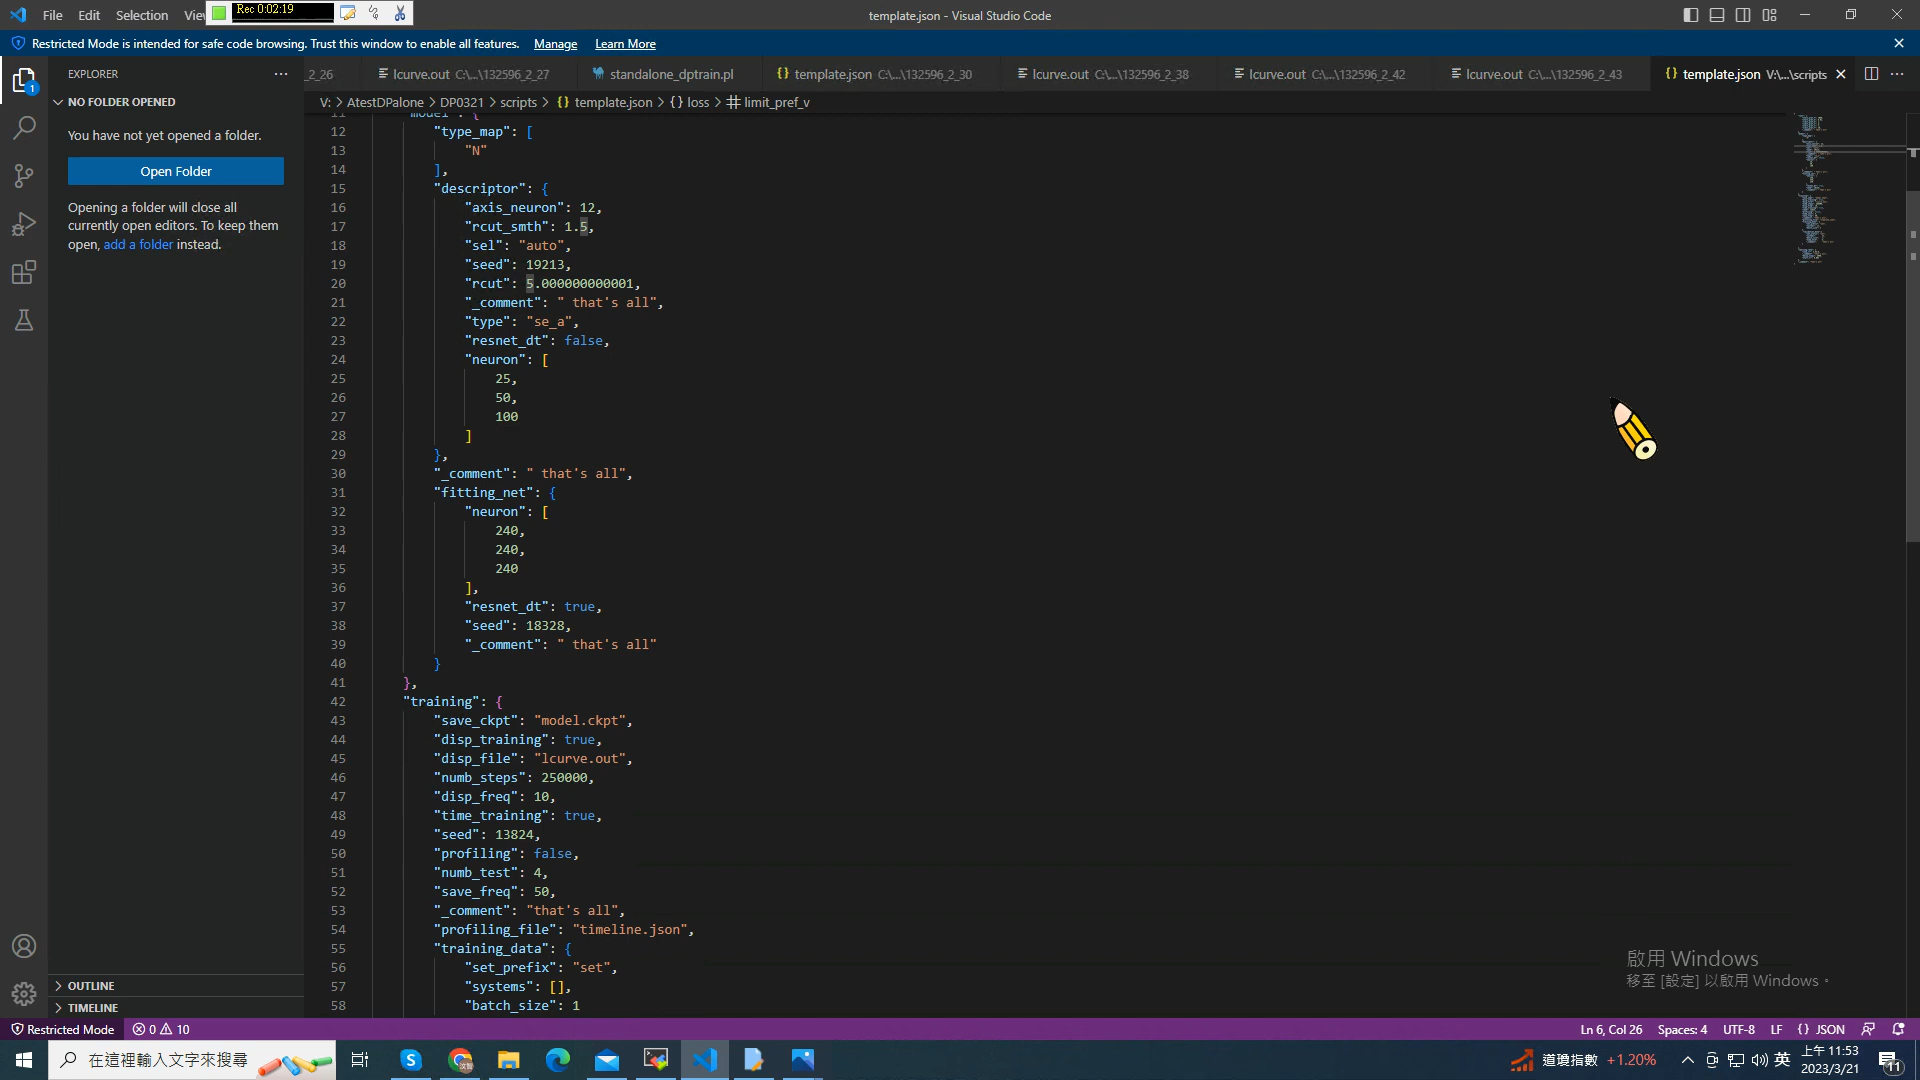 File Edit Selection
Rec 0:02:19
template.json - Visual Studio Code
Restricted Mode is intended for safe code browsing. Trust this window to enable all features. Manage Learn More
EXPLORER
_2_26
lcurve.out C:\...\132596_2_27
standalone_dptrain.pl
template.json C:\...\132596_2_30
lcurve.out C:\...\132596_2_38
lcurve.out C:\...\132596_2_42
lcurve.out C:\...\132596_2_43
template.json V:\...\scripts
V: > AtestDPalone > DP0321 > scripts > {} template.json > {} loss > # limit_pref_v
NO FOLDER OPENED
You have not yet opened a folder.
Open Folder
Opening a folder will close all
currently open editors. To keep them
open, add a folder instead.
OUTLINE
TIMELINE
11 "model": {
12 "type_map": [
13 "N"
14 ],
15 "descriptor": {
16 "axis_neuron": 12,
17 "rcut_smth": 1.5,
18 "sel": "auto",
19 "seed": 19213,
20 "rcut": 5.000000000001,
21 "_comment": " that's all",
22 "type": "se_a",
23 "resnet_dt": false,
24 "neuron": [
25 25,
26 50,
27 100
28 ]
29 },
30 "_comment": " that's all",
31 "fitting_net": {
32 "neuron": [
33 240,
34 240,
35 240
36 ],
37 "resnet_dt": true,
38 "seed": 18328,
39 "_comment": " that's all"
40 }
41 },
42 "training": {
43 "save_ckpt": "model.ckpt",
44 "disp_training": true,
45 "disp_file": "lcurve.out",
46 "numb_steps": 250000,
47 "disp_freq": 10,
48 "time_training": true,
49 "seed": 13824,
50 "profiling": false,
51 "numb_test": 4,
52 "save_freq": 50,
53 "_comment": "that's all",
54 "profiling_file": "timeline.json",
55 "training_data": {
56 "set_prefix": "set",
57 "systems": [],
58 "batch_size": 1
啟用 Windows
移至 [設定] 以啟用 Windows。
Restricted Mode 0 10
Ln 6, Col 26 Spaces: 4 UTF-8 LF {} JSON
在這裡輸入文字來搜尋
道瓊指數 +1.20%
英
上午 11:53
2023/3/21
11